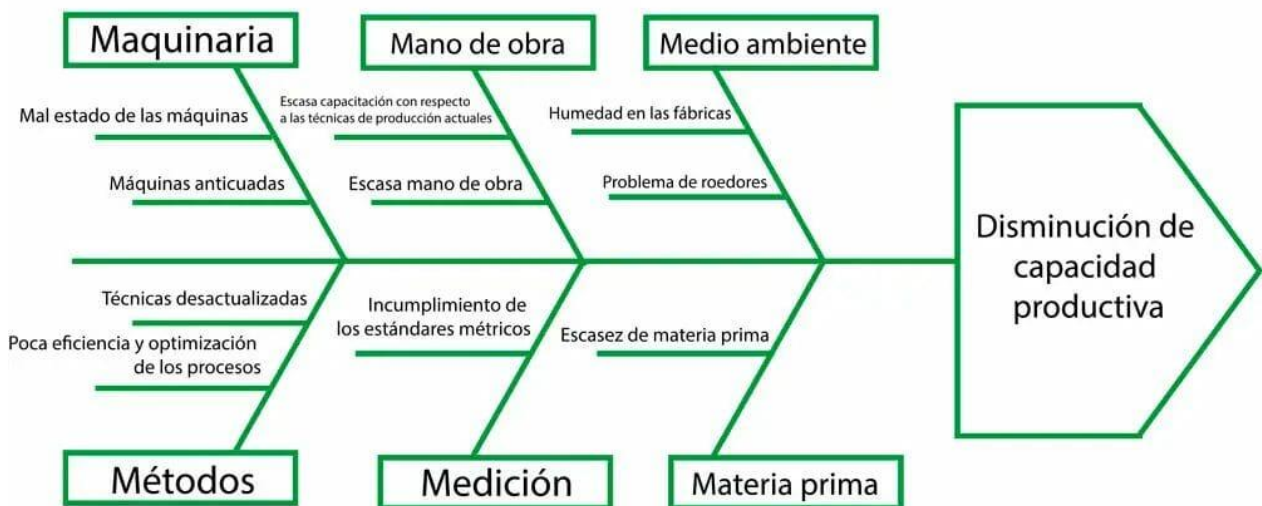 Maquinaria
Mano de obra
Medio ambiente
Mal estado de las máquinas
Escasa capacitación con respecto
a las técnicas de producción actuales
Humedad en las fábricas
Máquinas anticuadas
Escasa mano de obra
Problema de roedores
Disminución de
capacidad
productiva
Técnicas desactualizadas
Poca eficiencia y optimización
de los procesos
Incumplimiento de
los estándares métricos
Escasez de materia prima
Métodos
Medición
Materia prima